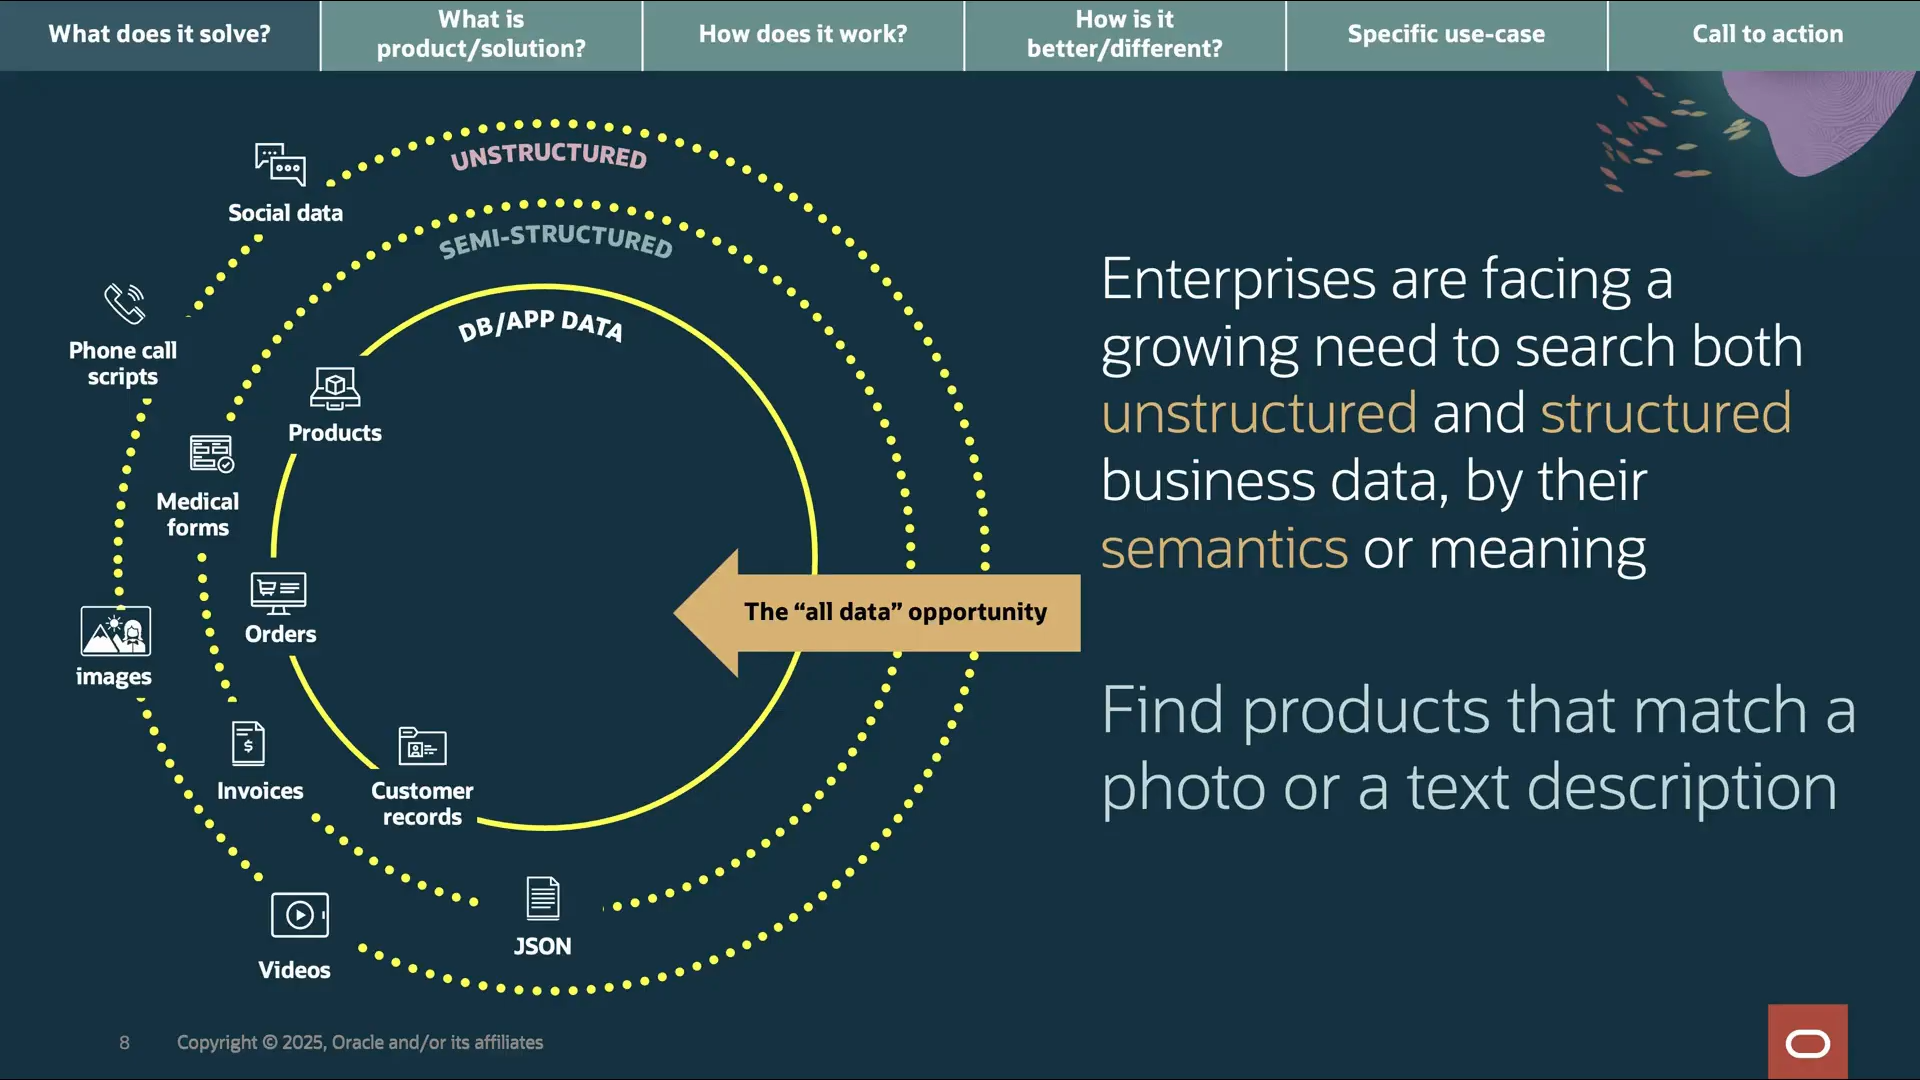 What does it solve?
What is
product/solution?
How does it work?
How is it
better/different?
Specific use-case
Call to action
UNSTRUCTURED
SEMI-STRUCTURED
DB/APP DATA
Social data
Phone call
scripts
Products
Medical
forms
Orders
images
Invoices
Customer
records
JSON
Videos
The “all data” opportunity
Enterprises are facing a
growing need to search both
unstructured and structured
business data, by their
semantics or meaning
Find products that match a
photo or a text description
8
Copyright © 2025, Oracle and/or its affiliates